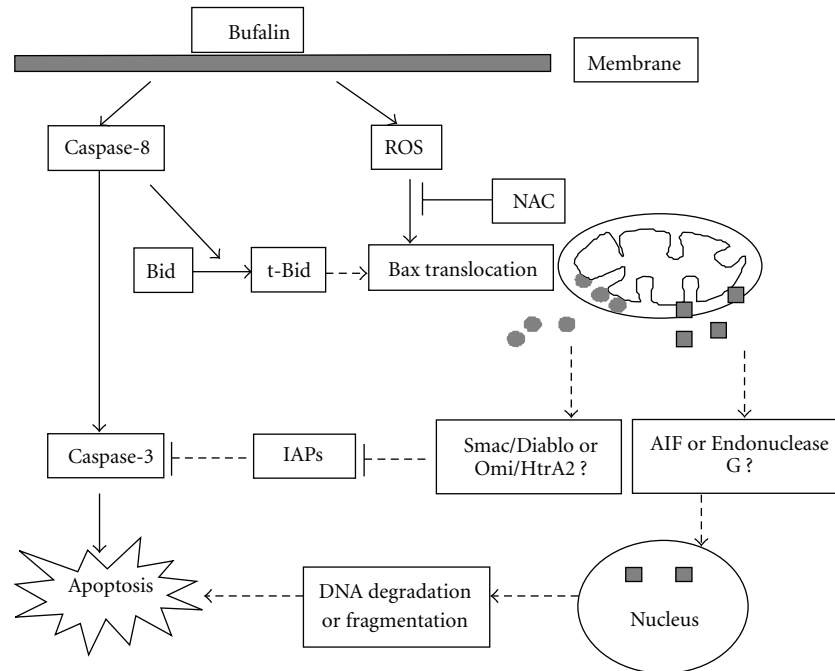 Bufalin
Membrane
Caspase-8
ROS
NAC
Bid
t-Bid
Bax translocation
Caspase-3
IAPs
Smac/Diablo or
Omi/HtrA2 ?
AIF or Endonuclease
G ?
Apoptosis
DNA degradation
or fragmentation
Nucleus